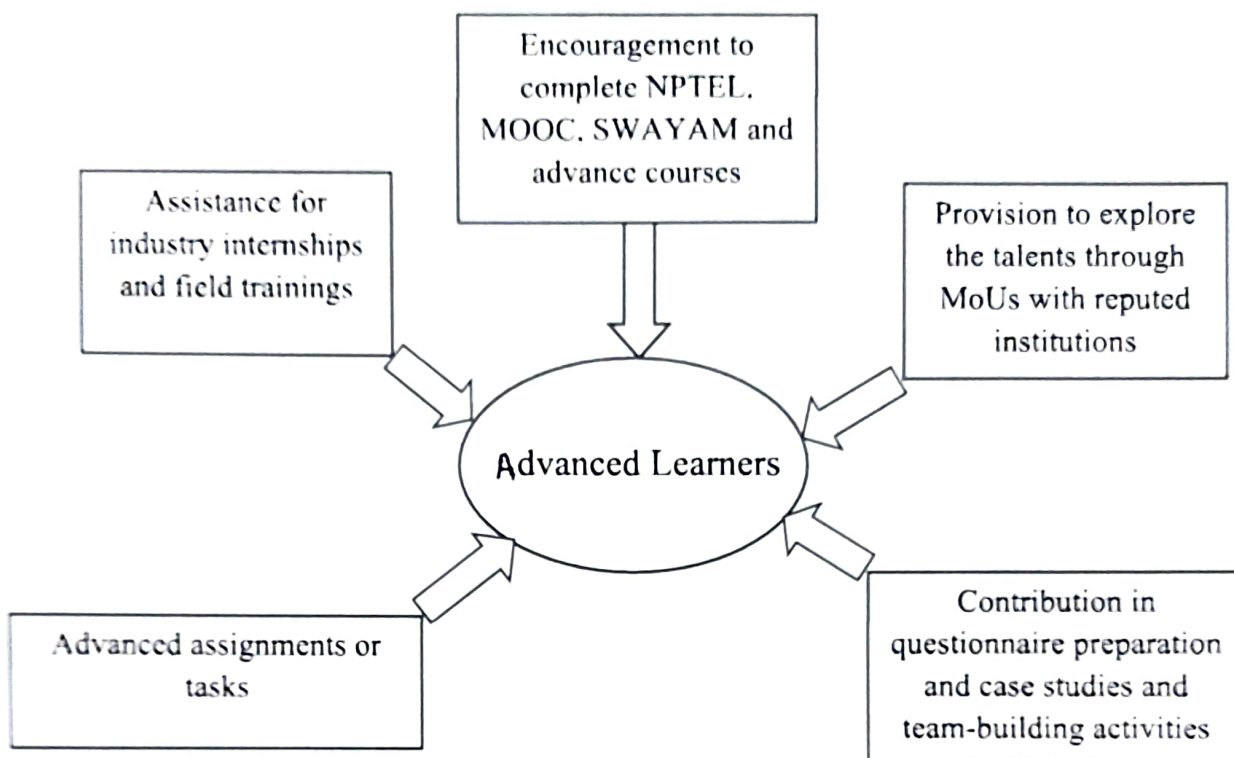 Encouragement to
complete NPTEL,
MOOC, SWAYAM and
advance courses
Assistance for
industry internships
and field trainings
Provision to explore
the talents through
MoUs with reputed
institutions
Advanced Learners
Advanced assignments or
tasks
Contribution in
questionnaire preparation
and case studies and
team-building activities